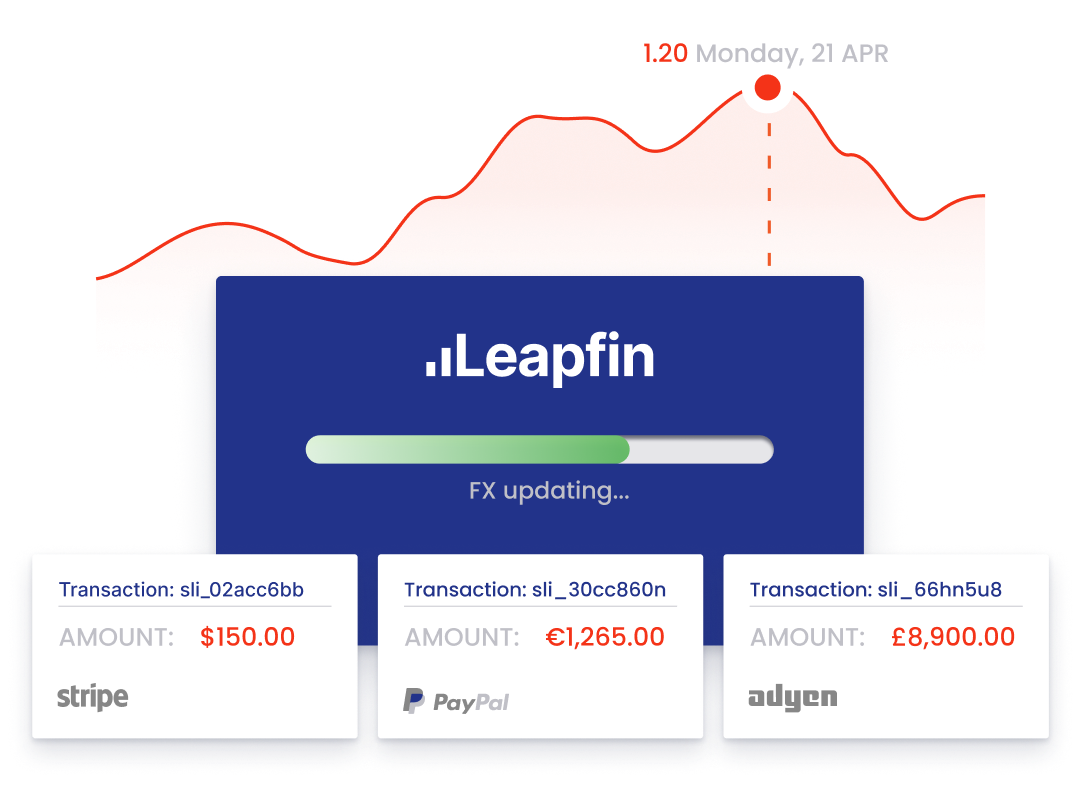 1.20 Monday, 21 APR
Leapfin
FX updating...
Transaction: sli_02acc6bb
AMOUNT: $150.00
stripe
Transaction: sli_30cc860n
AMOUNT: €1,265.00
PayPal
Transaction: sli_66hn5u8
AMOUNT: £8,900.00
adyen